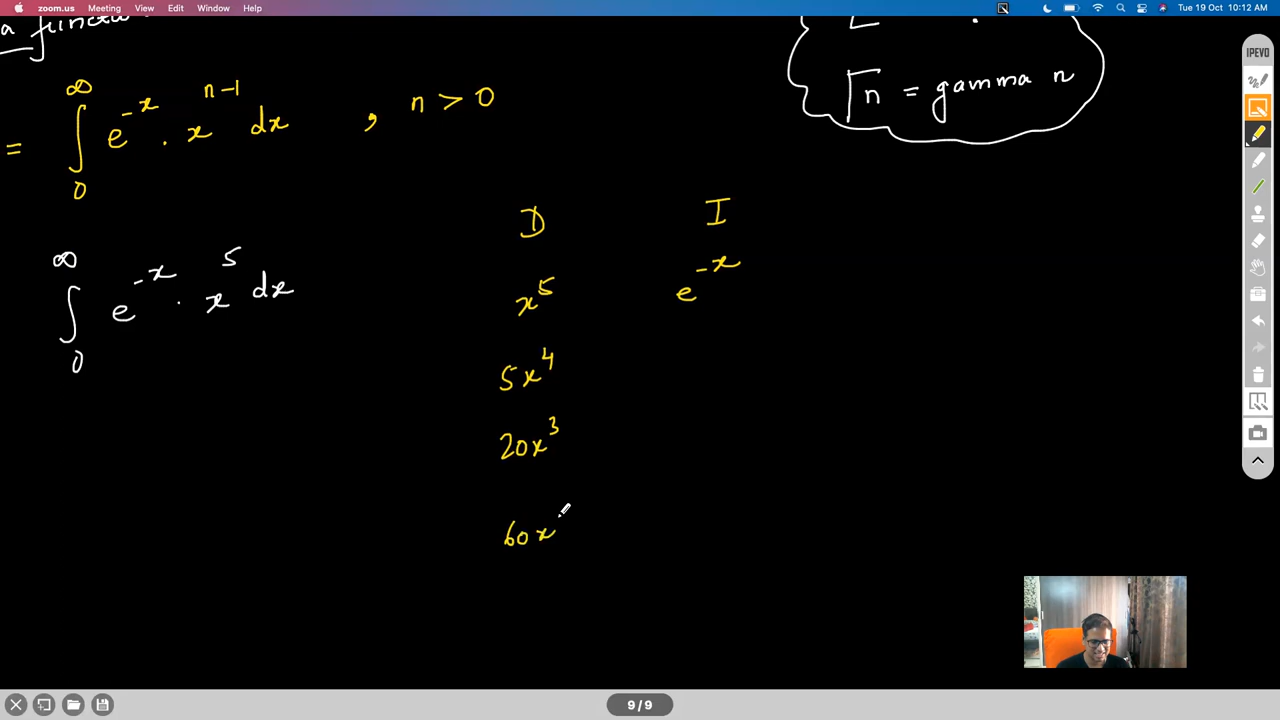 zoom.us Meeting View Edit Window Help Tue 19 Oct 10:12 AM
a funct
IPEVO
= ∫₀^∞ e^{-x} . x^{n-1} dx , n > 0
Γn = gamma n
D I
∫₀^∞ e^{-x} . x^5 dx
x^5 e^{-x}
5x^4
20x^3
60x
9/9